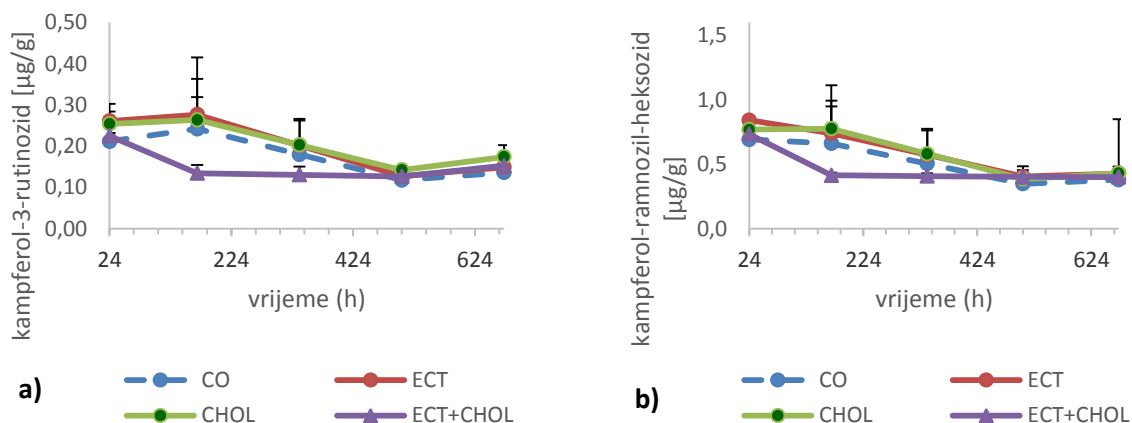 kampferol-3-rutinozid [µg/g]
0,50
0,40
0,30
0,20
0,10
0,00
24 224 424 624
vrijeme (h)
CO ECT
CHOL ECT+CHOL
a)
kampferol-ramnozil-heksozid
[µg/g]
1,5
1,0
0,5
0,0
24 224 424 624
vrijeme (h)
CO ECT
CHOL ECT+CHOL
b)